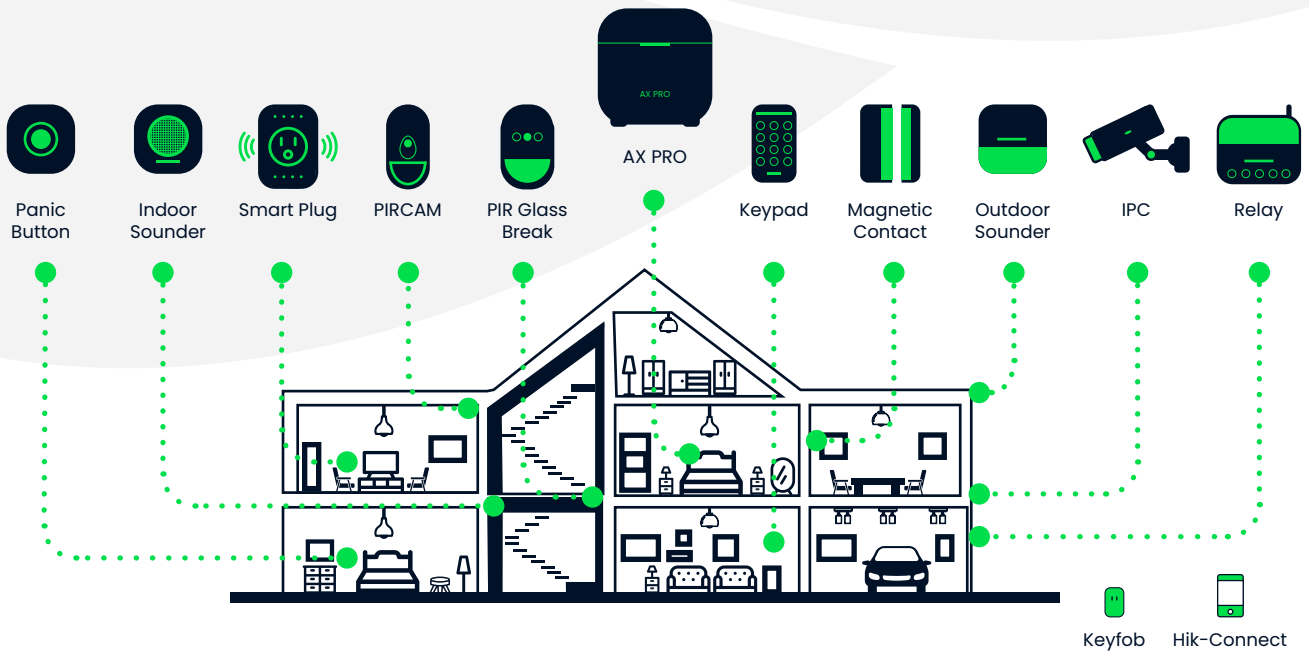 AX PRO
AX PRO
Panic
Button
Indoor
Sounder
Smart Plug
PIRCAM
PIR Glass
Break
Keypad
Magnetic
Contact
Outdoor
Sounder
IPC
Relay
Keyfob
Hik-Connect